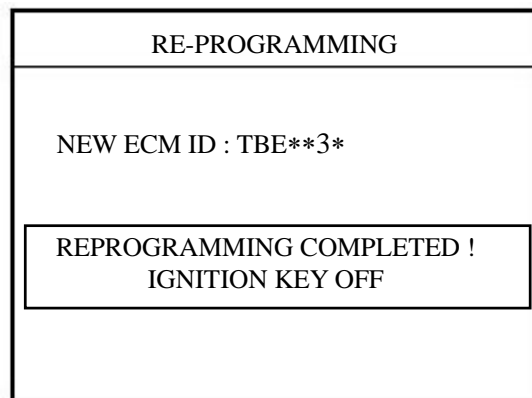 RE-PROGRAMMING
NEW ECM ID : TBE**3*
REPROGRAMMING COMPLETED !
IGNITION KEY OFF